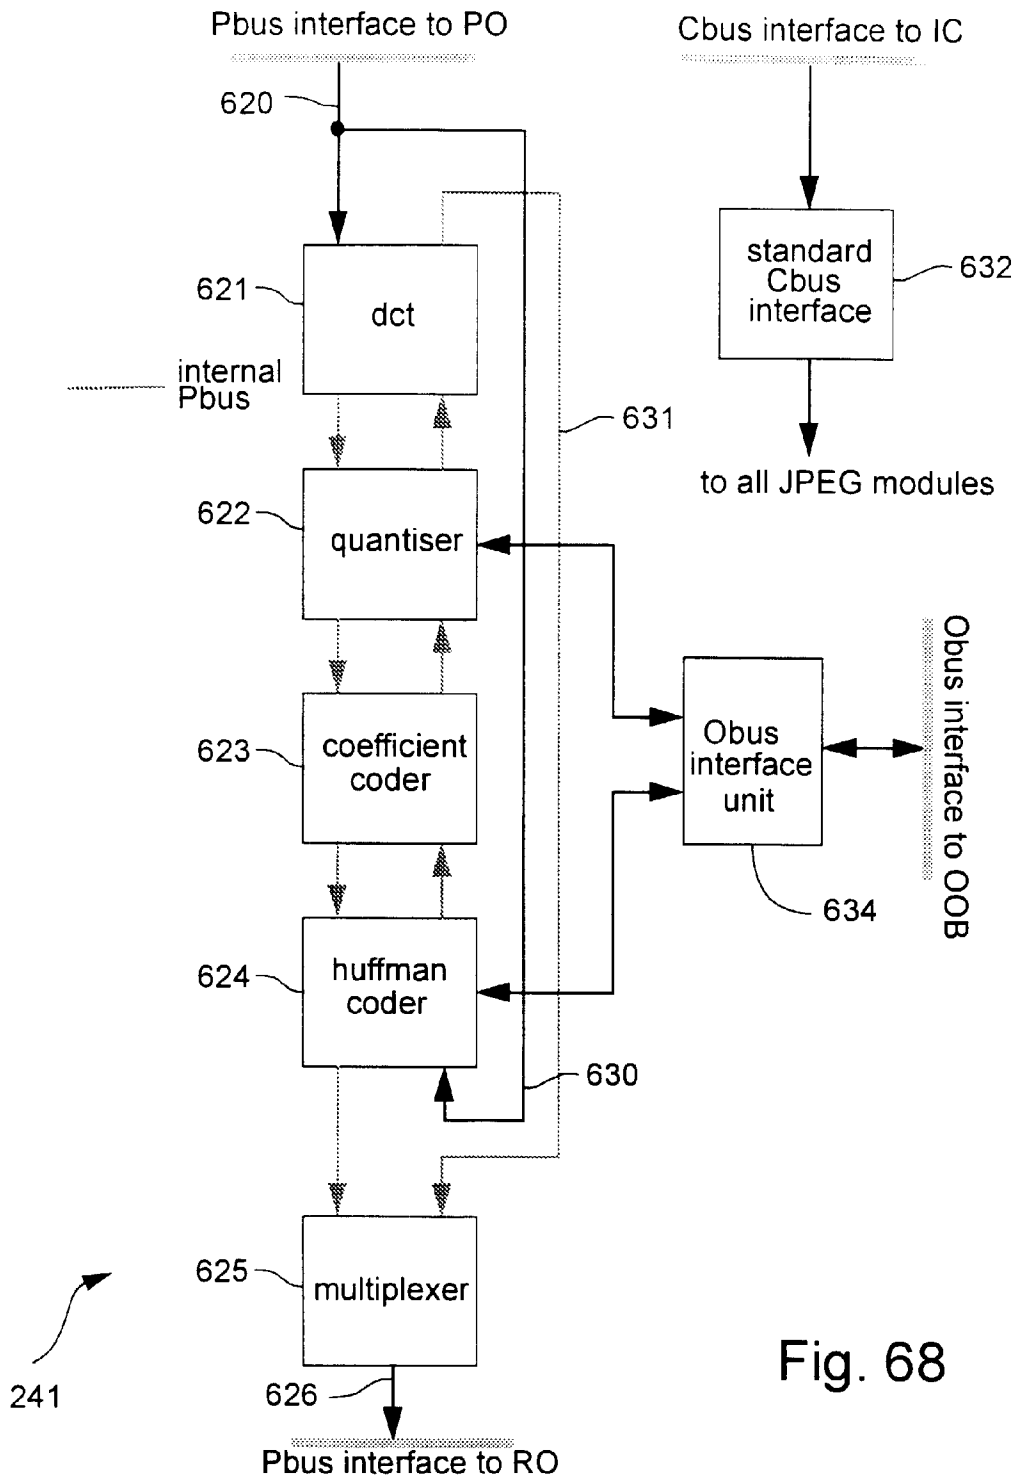 Pbus interface to PO
Cbus interface to IC
620
standard
Cbus
interface
632
621
dct
internal
Pbus
631
to all JPEG modules
622
quantiser
Obus interface to OOB
623
coefficient
coder
Obus
interface
unit
634
624
huffman
coder
630
625
multiplexer
241
626
Fig. 68
Pbus interface to RO